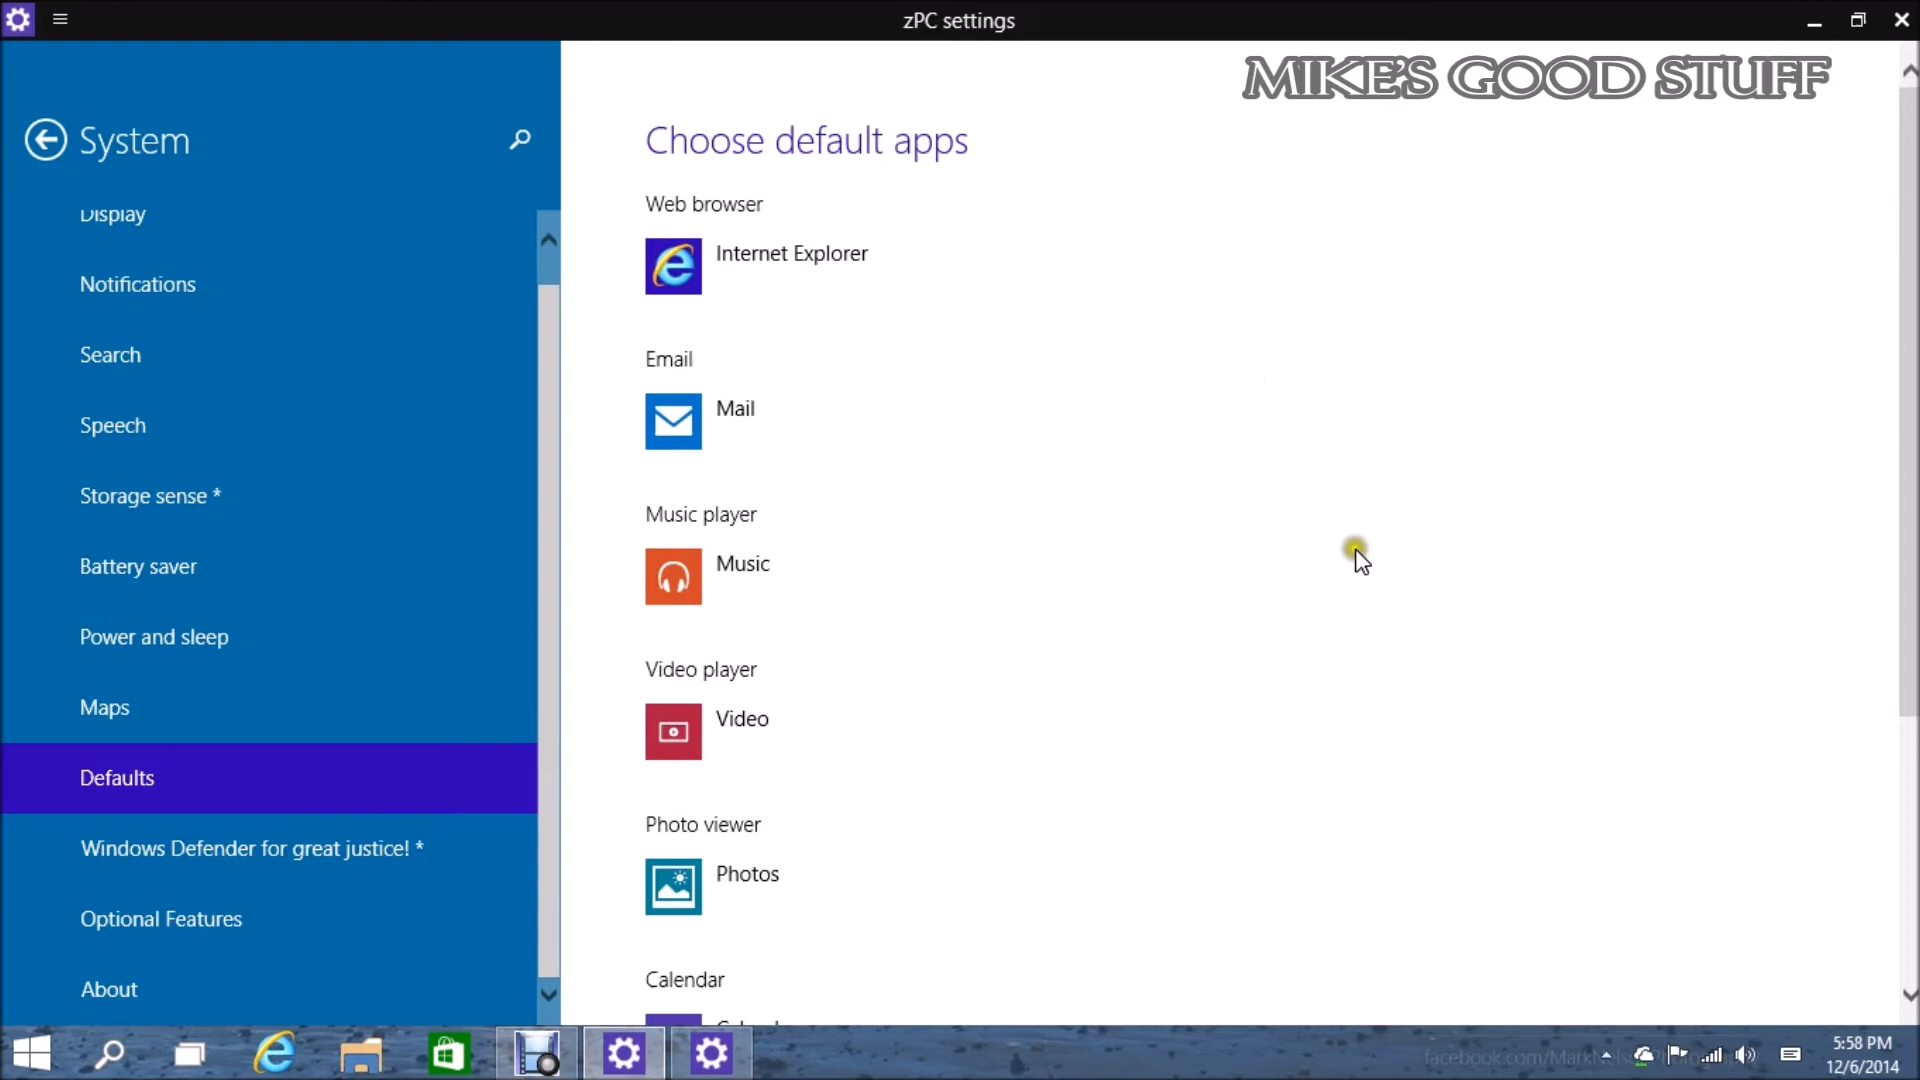 zPC settings
MIKE'S GOOD STUFF
System
Display
Notifications
Search
Speech
Storage sense *
Battery saver
Power and sleep
Maps
Defaults
Windows Defender for great justice! *
Optional Features
About
Choose default apps
Web browser
Internet Explorer
Email
Mail
Music player
Music
Video player
Video
Photo viewer
Photos
Calendar
5:58 PM
12/6/2014